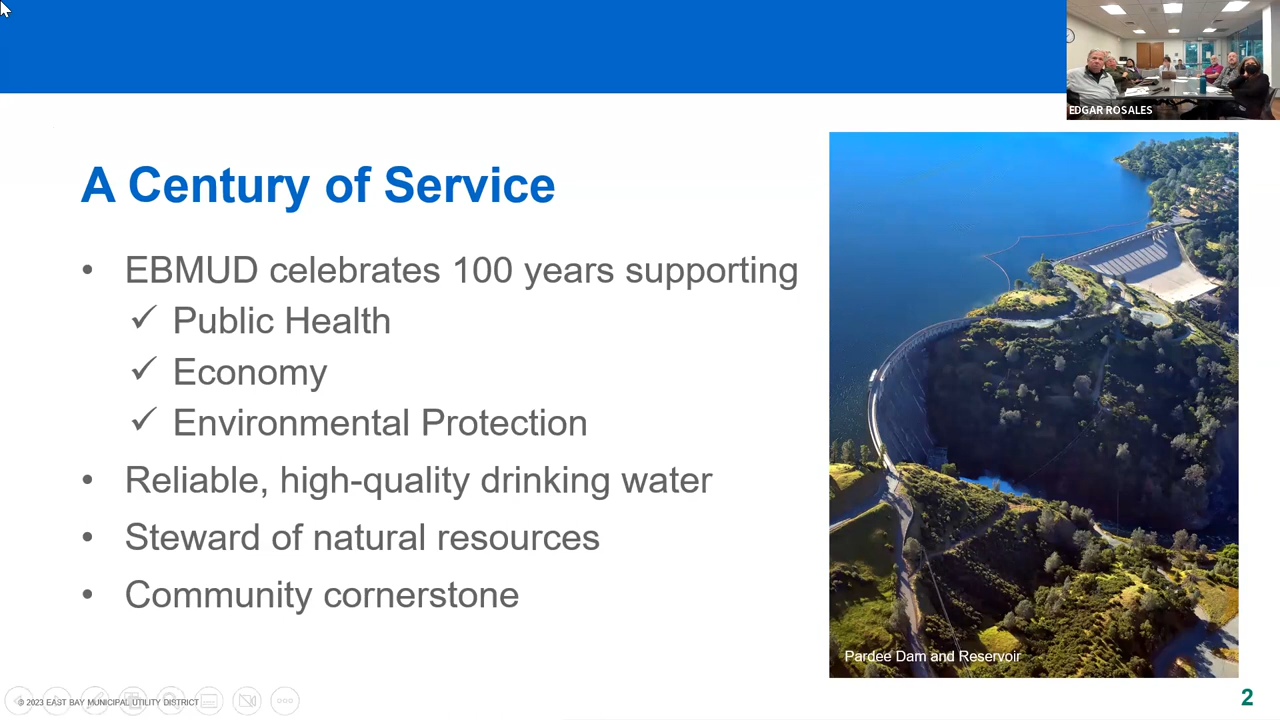 EDGAR ROSALES
A Century of Service
• EBMUD celebrates 100 years supporting
✓ Public Health
✓ Economy
✓ Environmental Protection
• Reliable, high-quality drinking water
• Steward of natural resources
• Community cornerstone
Pardee Dam and Reservoir
© 2023 EAST BAY MUNICIPAL UTILITY DISTRICT
2